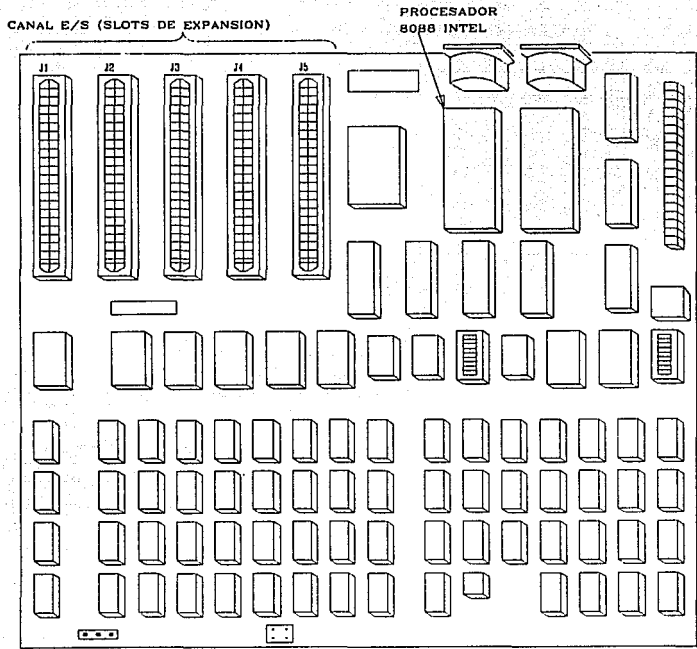 CANAL E/S (SLOTS DE EXPANSION)
PROCESADOR
8088 INTEL
J1 J2 J3 J4 J5